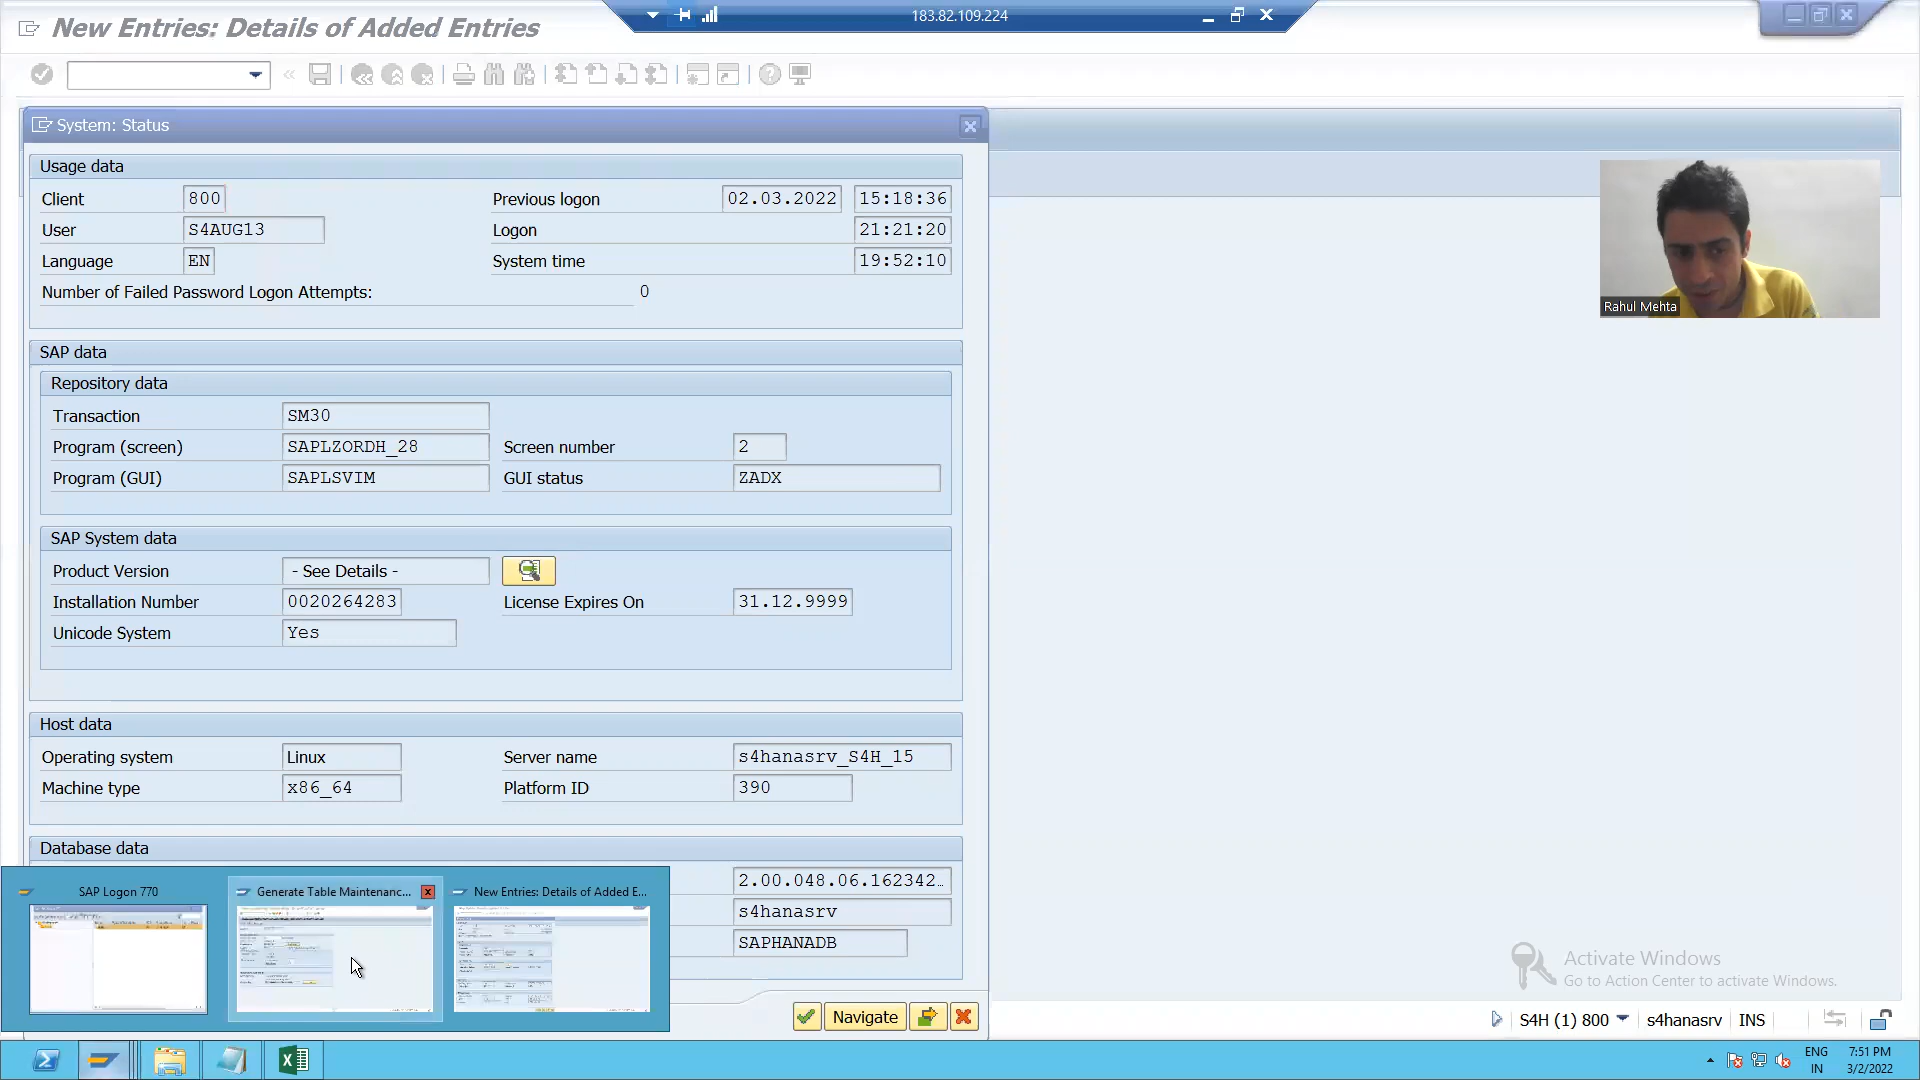 183.82.109.224
New Entries: Details of Added Entries
System: Status
Usage data
Client 800 Previous logon 02.03.2022 15:18:36
User S4AUG13 Logon 21:21:20
Language EN System time 19:52:10
Number of Failed Password Logon Attempts: 0
Rahul Mehta
SAP data
Repository data
Transaction SM30
Program (screen) SAPLZORDH_28 Screen number 2
Program (GUI) SAPLSVIM GUI status ZADX
SAP System data
Product Version - See Details -
Installation Number 0020264283 License Expires On 31.12.9999
Unicode System Yes
Host data
Operating system Linux Server name s4hanasrv_S4H_15
Machine type x86_64 Platform ID 390
Database data
2.00.048.06.162342…
s4hanasrv
SAPHANADB
SAP Logon 770
Generate Table Maintenanc...
New Entries: Details of Added E...
Activate Windows
Go to Action Center to activate Windows.
Navigate
S4H (1) 800 s4hanasrv INS
ENG 7:51 PM
IN 3/2/2022